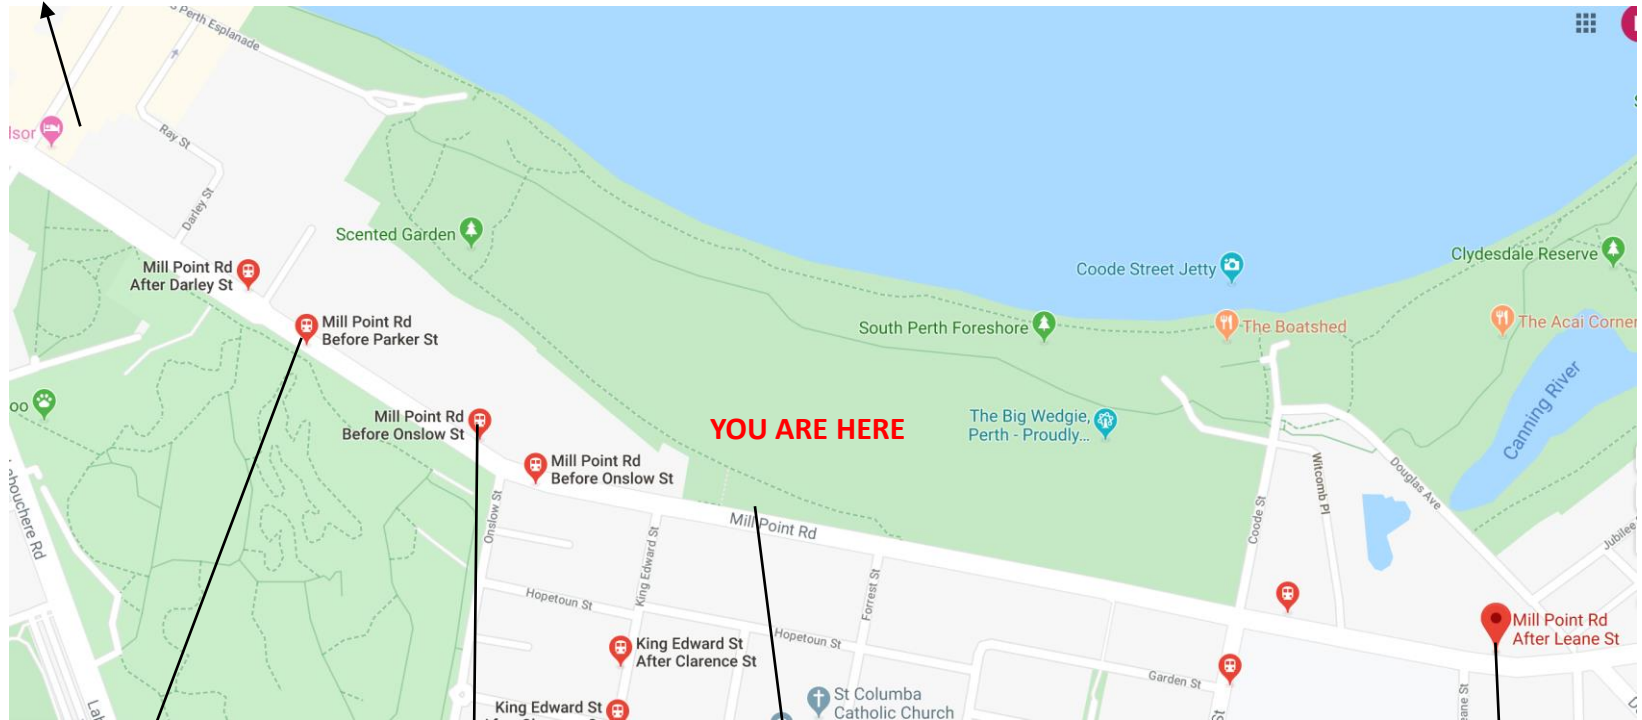 Perth Esplanade
Ray St
Darley St
Scented Garden
Mill Point Rd
After Darley St
Mill Point Rd
Before Parker St
Mill Point Rd
Before Onslow St
Mill Point Rd
Before Onslow St
YOU ARE HERE
Coode Street Jetty
Clydesdale Reserve
South Perth Foreshore
The Boatshed
The Acai Corner
The Big Wedgie,
Perth - Proudly...
Canning River
Witcomb Pl
Douglas Ave
Coode St
Onslow St
King Edward St
Mill Point Rd
Forrest St
Hopetoun St
Hopetoun St
Garden St
King Edward St
After Clarence St
King Edward St
St Columba
Catholic Church
Mill Point Rd
After Leane St
Jubilee